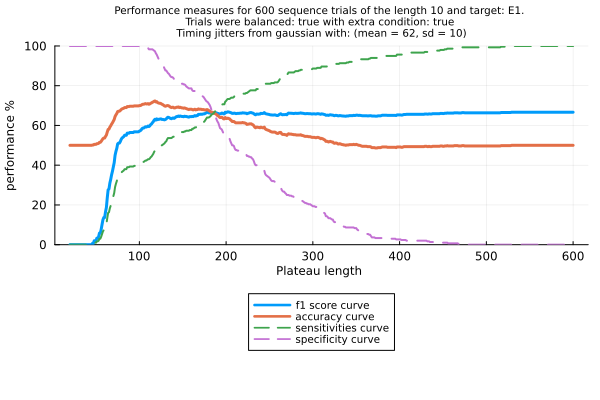 Performance measures for 600 sequence trials of the length 10 and target: E1.
Trials were balanced: true with extra condition: true
Timing jitters from gaussian with: (mean = 62, sd = 10)
100
80
60
40
20
0
performance %
100 200 300 400 500 600
Plateau length
f1 score curve
accuracy curve
sensitivities curve
specificity curve